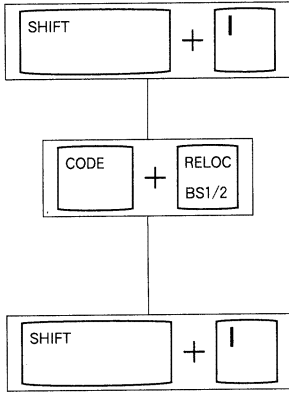 SHIFT + I
CODE + RELOC
BS1/2
SHIFT + I